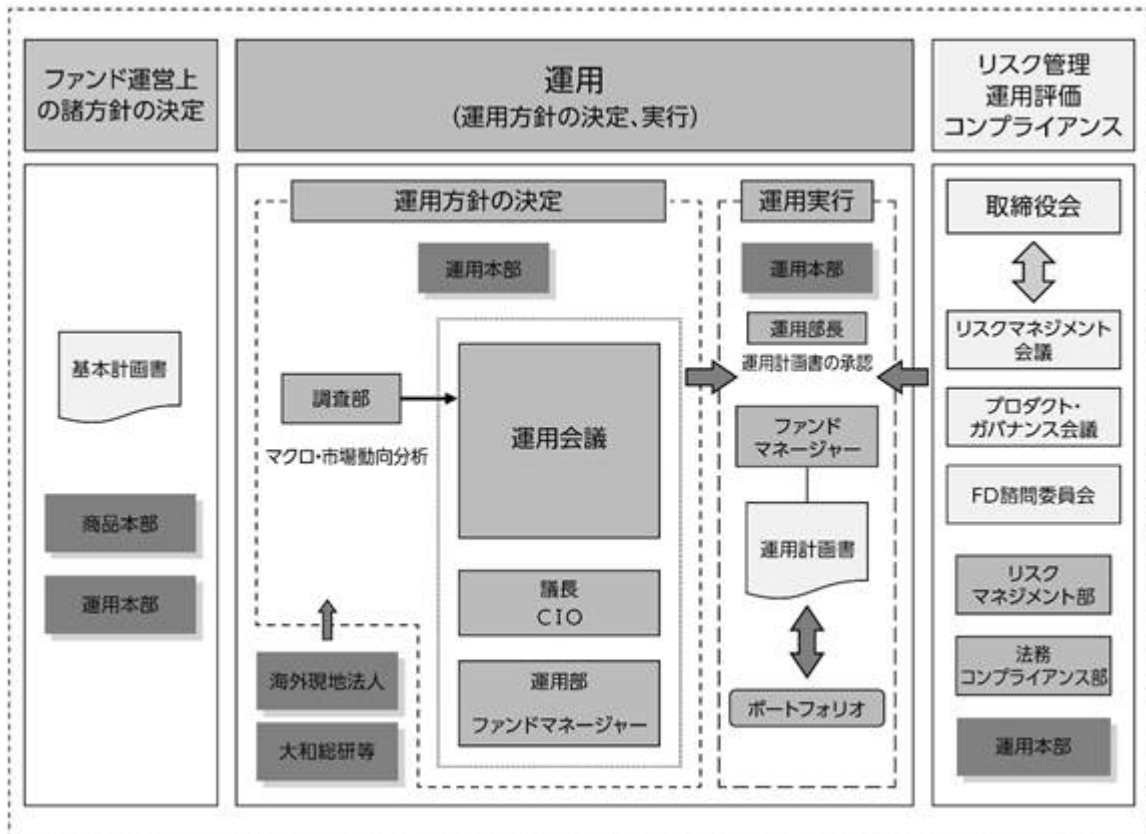 ファンド運営上
の諸方針の決定
運用
(運用方針の決定、実行)
リスク管理
運用評価
コンプライアンス
基本計画書
商品本部
運用本部
運用方針の決定
運用本部
調査部
マクロ・市場動向分析
運用会議
議長
CIO
運用部
ファンドマネージャー
海外現地法人
大和総研等
運用実行
運用本部
運用部長
運用計画書の承認
ファンド
マネージャー
運用計画書
ポートフォリオ
取締役会
リスクマネジメント
会議
プロダクト・
ガバナンス会議
FD諮問委員会
リスク
マネジメント部
法務
コンプライアンス部
運用本部